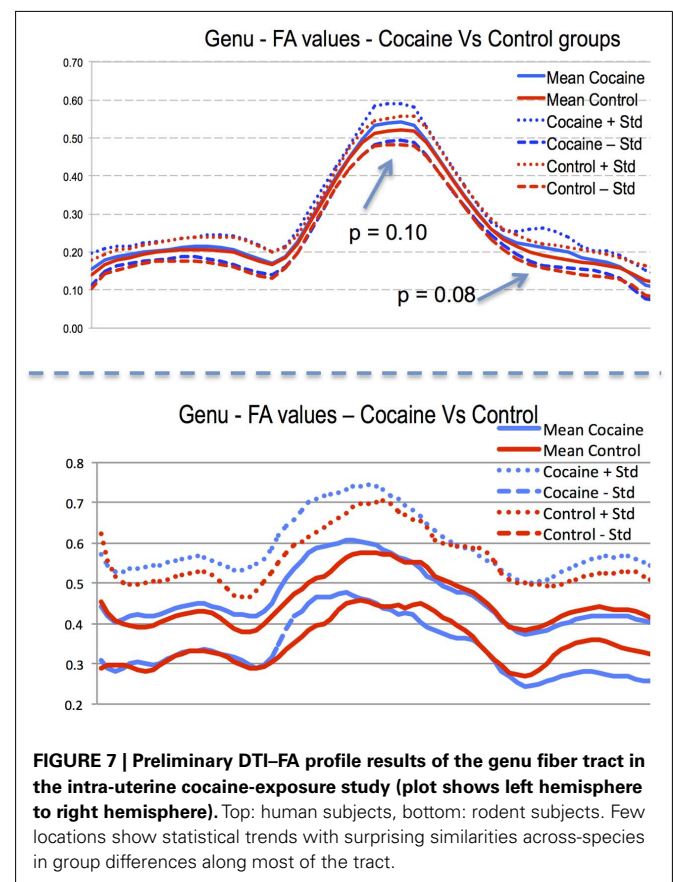 Genu - FA values - Cocaine Vs Control groups
0.70
0.60
0.50
0.40
0.30
0.20
0.10
0.00
Mean Cocaine
Mean Control
Cocaine + Std
Cocaine – Std
Control + Std
Control – Std
p = 0.10
p = 0.08
Genu - FA values – Cocaine Vs Control
0.8
0.7
0.6
0.5
0.4
0.3
0.2
Mean Cocaine
Mean Control
Cocaine + Std
Cocaine - Std
Control + Std
Control - Std
FIGURE 7 | Preliminary DTI–FA profile results of the genu fiber tract in
the intra-uterine cocaine-exposure study (plot shows left hemisphere
to right hemisphere). Top: human subjects, bottom: rodent subjects. Few
locations show statistical trends with surprising similarities across-species
in group differences along most of the tract.